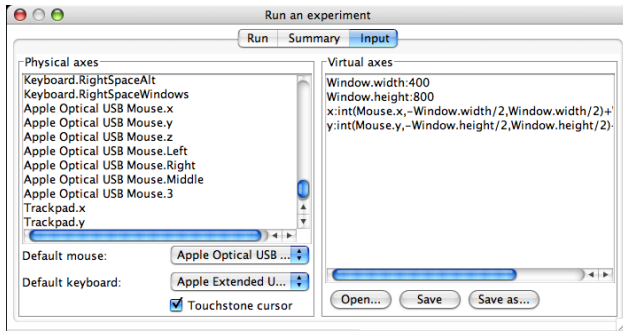 Run an experiment
Run Summary Input
Physical axes
Keyboard.RightSpaceAlt
Keyboard.RightSpaceWindows
Apple Optical USB Mouse.x
Apple Optical USB Mouse.y
Apple Optical USB Mouse.z
Apple Optical USB Mouse.Left
Apple Optical USB Mouse.Right
Apple Optical USB Mouse.Middle
Apple Optical USB Mouse.3
Trackpad.x
Trackpad.y
Default mouse: Apple Optical USB ...
Default keyboard: Apple Extended U...
Touchstone cursor
Virtual axes
Window.width:400
Window.height:800
x:int(Mouse.x,-Window.width/2,Window.width/2)+
y:int(Mouse.y,-Window.height/2,Window.height/2)-
Open... Save Save as...